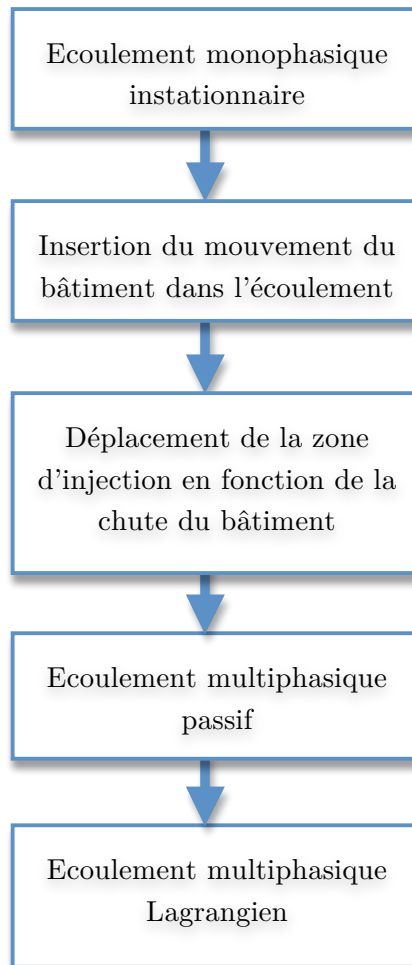 Ecoulement monophasique
instationnaire
Insertion du mouvement du
bâtiment dans l'écoulement
Déplacement de la zone
d'injection en fonction de la
chute du bâtiment
Ecoulement multiphasique
passif
Ecoulement multiphasique
Lagrangien